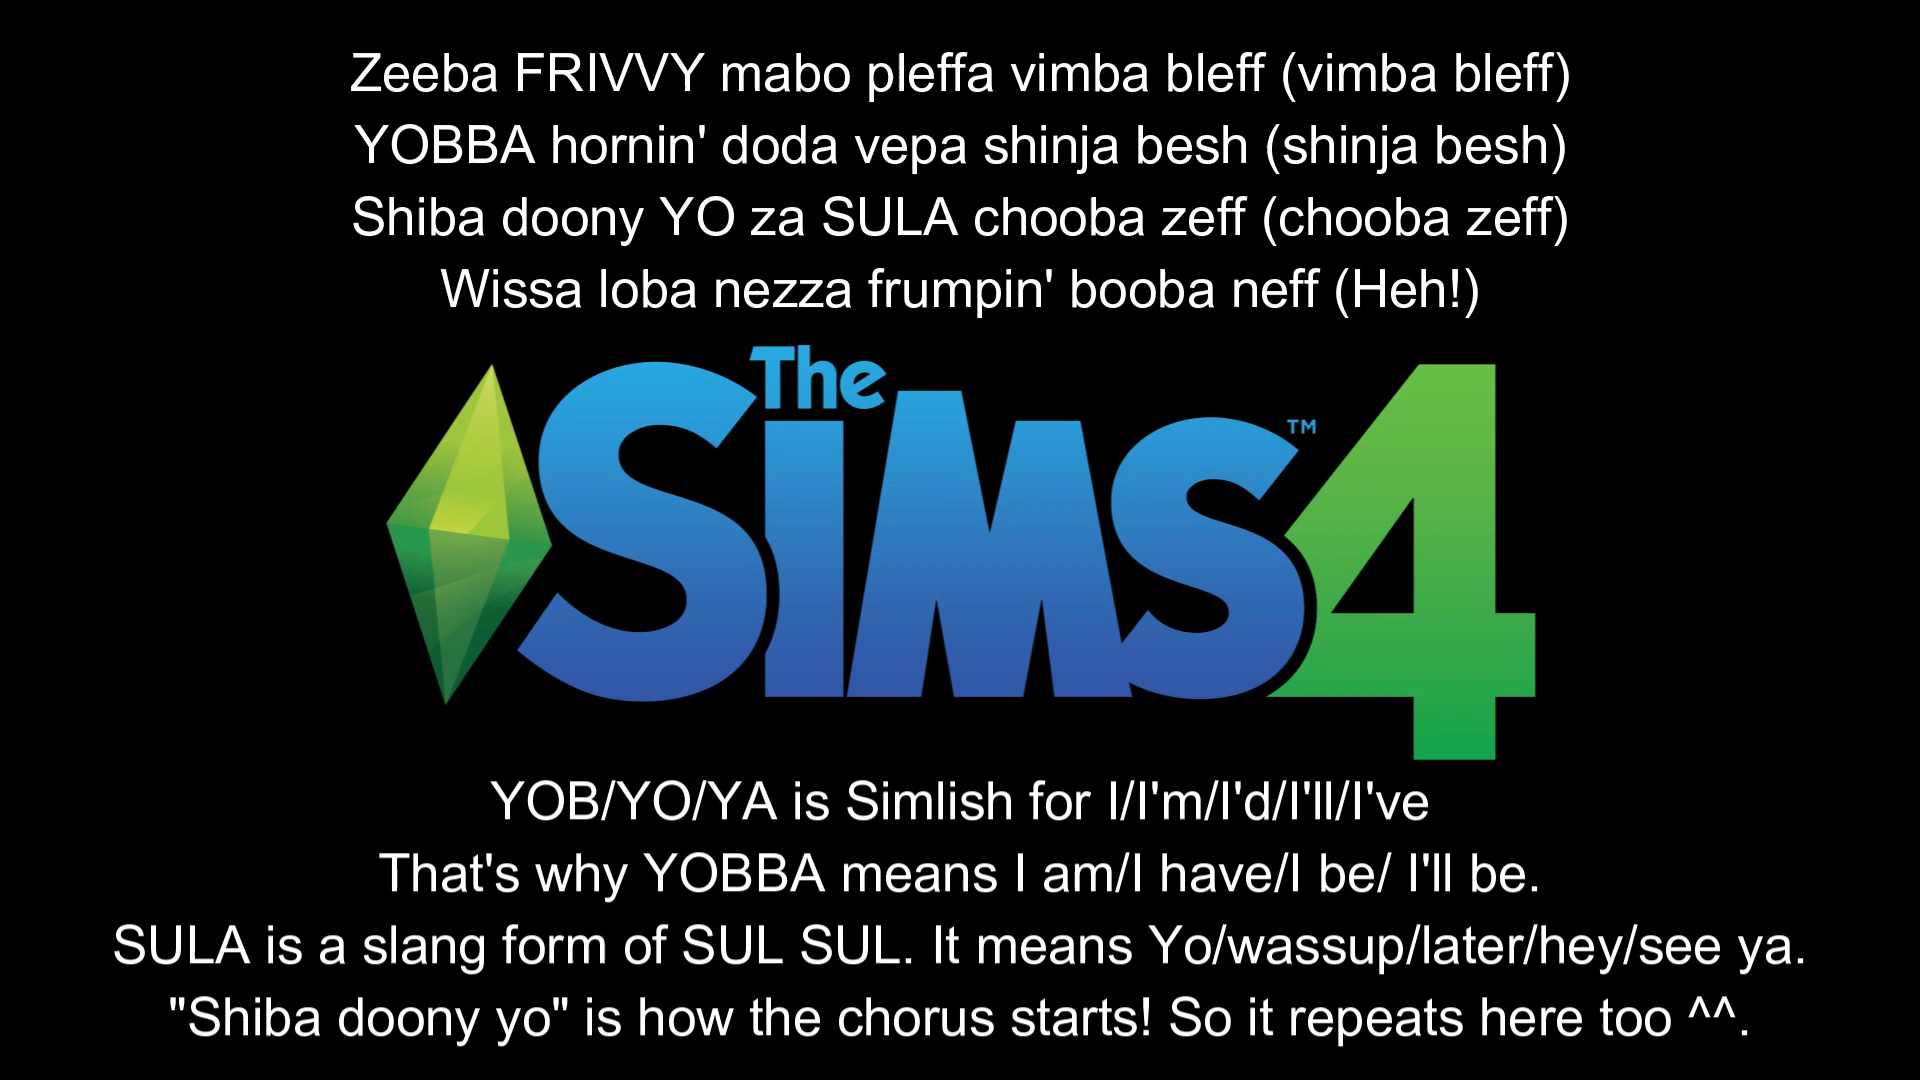 Zeeba FRIVVY mabo pleffa vimba bleff (vimba bleff)
YOBBA hornin' doda vepa shinja besh (shinja besh)
Shiba doony YO za SULA chooba zeff (chooba zeff)
Wissa loba nezza frumpin' booba neff (Heh!)
The
SIMS 4 ™
YOB/YO/YA is Simlish for I/I'm/I'd/I'll/I've
That's why YOBBA means I am/I have/I be/ I'll be.
SULA is a slang form of SUL SUL. It means Yo/wassup/later/hey/see ya.
"Shiba doony yo" is how the chorus starts! So it repeats here too ^^.